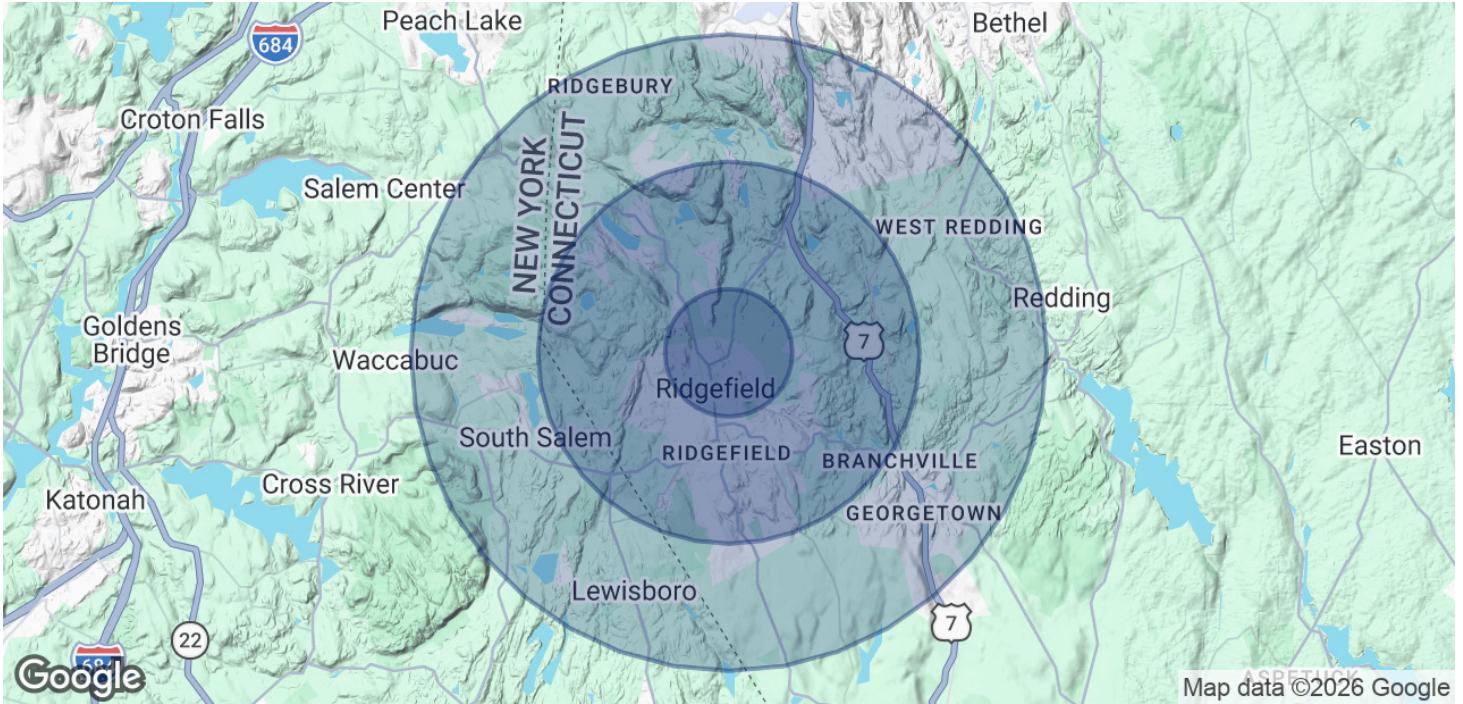 Peach Lake
Bethel
684
RIDGEBURY
Croton Falls
NEW YORK
CONNECTICUT
Salem Center
WEST REDDING
Redding
Goldens
Bridge
7
Waccabuc
Ridgefield
South Salem
RIDGEFIELD
BRANCHVILLE
Easton
Cross River
Katonah
GEORGETOWN
Lewisboro
7
22
684
Google
ASPETUCK
Map data ©2026 Google